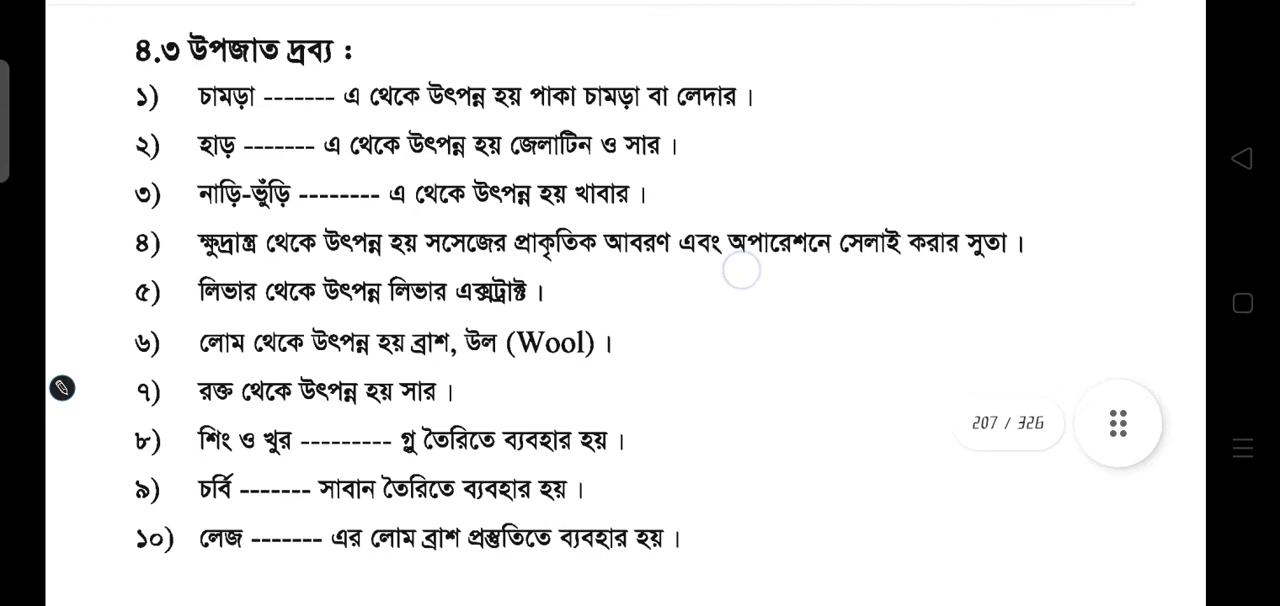 ৪.৩ উপজাত দ্রব্য :
১) চামড়া ------- এ থেকে উৎপন্ন হয় পাকা চামড়া বা লেদার ।
২) হাড় ------- এ থেকে উৎপন্ন হয় জেলাটিন ও সার ।
৩) নাড়ি-ভুঁড়ি -------- এ থেকে উৎপন্ন হয় খাবার ।
৪) ক্ষুদ্রান্ত্র থেকে উৎপন্ন হয় সসেজের প্রাকৃতিক আবরণ এবং অপারেশনে সেলাই করার সুতা ।
৫) লিভার থেকে উৎপন্ন লিভার এক্সট্রাক্ট ।
৬) লোম থেকে উৎপন্ন হয় ব্রাশ, উল (Wool) ।
৭) রক্ত থেকে উৎপন্ন হয় সার ।
207 / 326
৮) শিং ও খুর --------- গ্লু তৈরিতে ব্যবহার হয় ।
৯) চর্বি ------- সাবান তৈরিতে ব্যবহার হয় ।
১০) লেজ ------- এর লোম ব্রাশ প্রস্তুতিতে ব্যবহার হয় ।